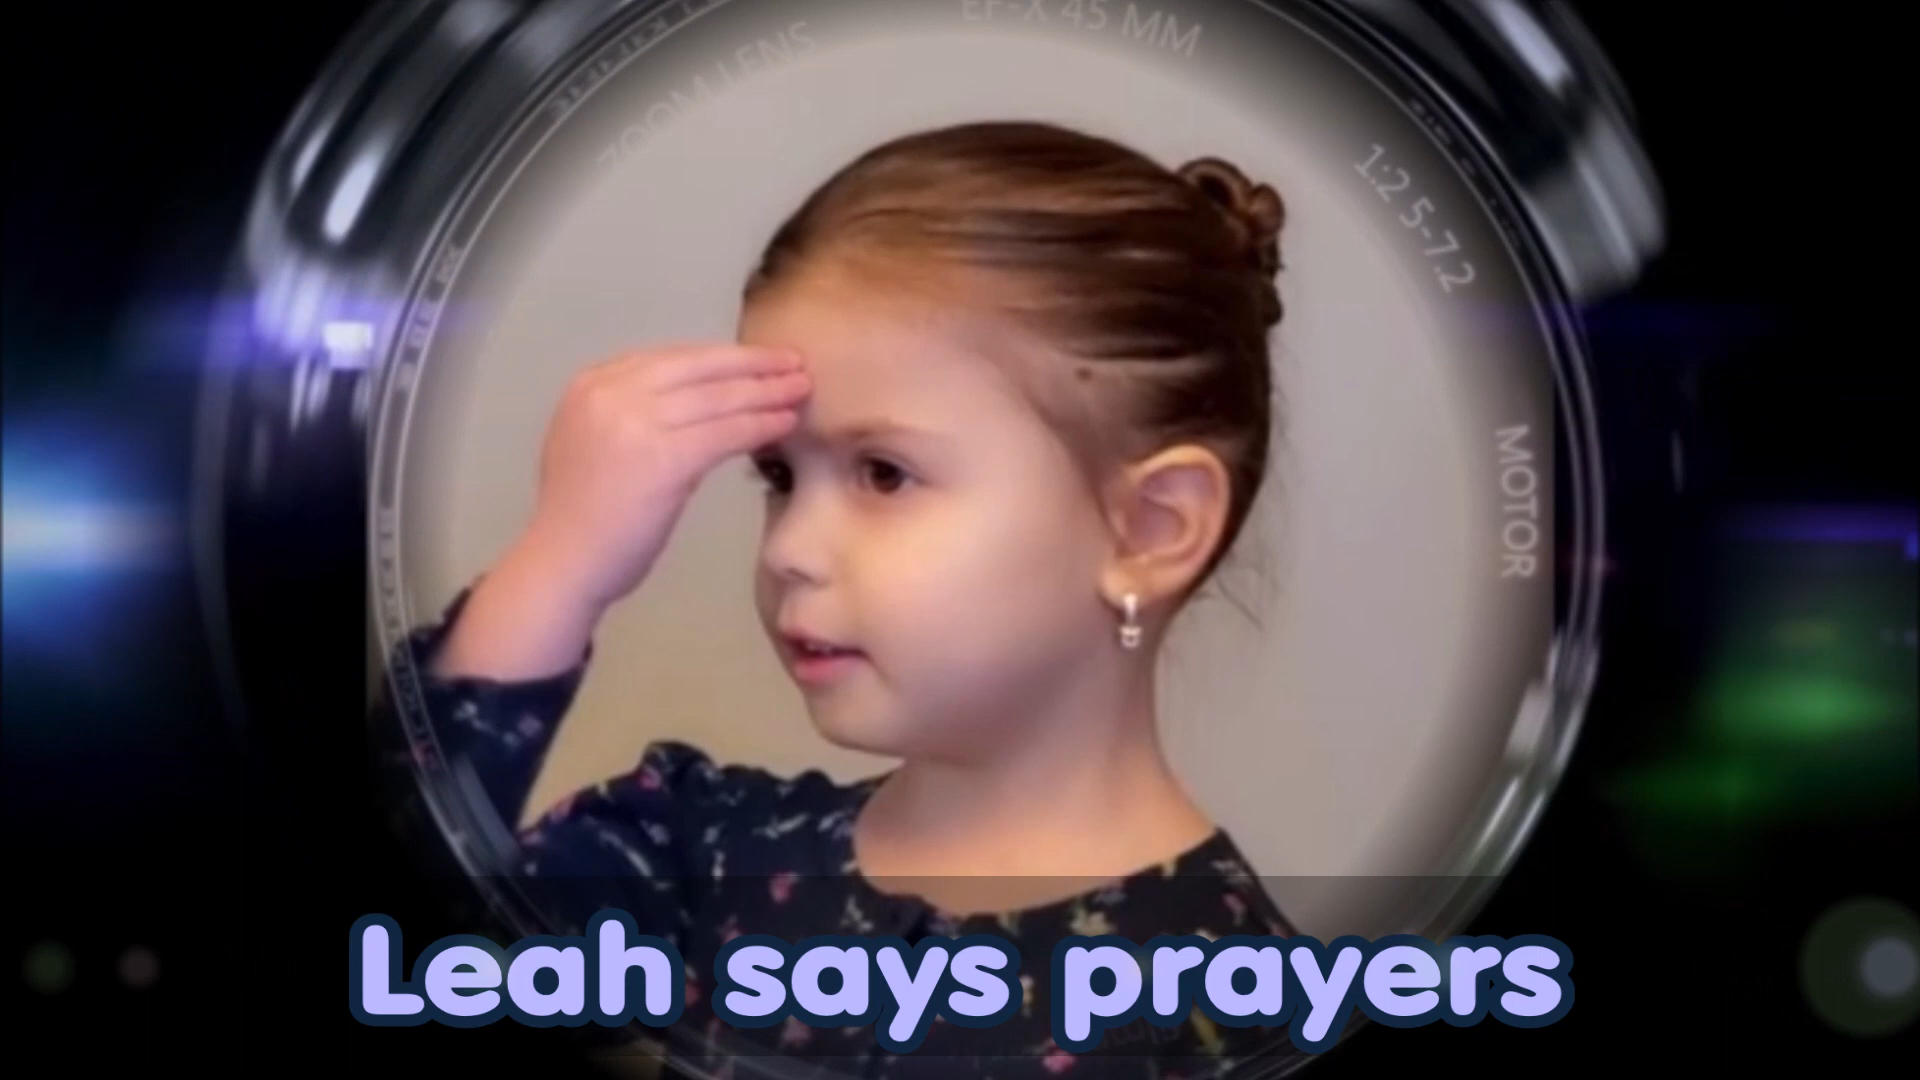 ZOOM LENS
EF-X 45 MM
1:2 5-7.2
MOTOR
Leah says prayers